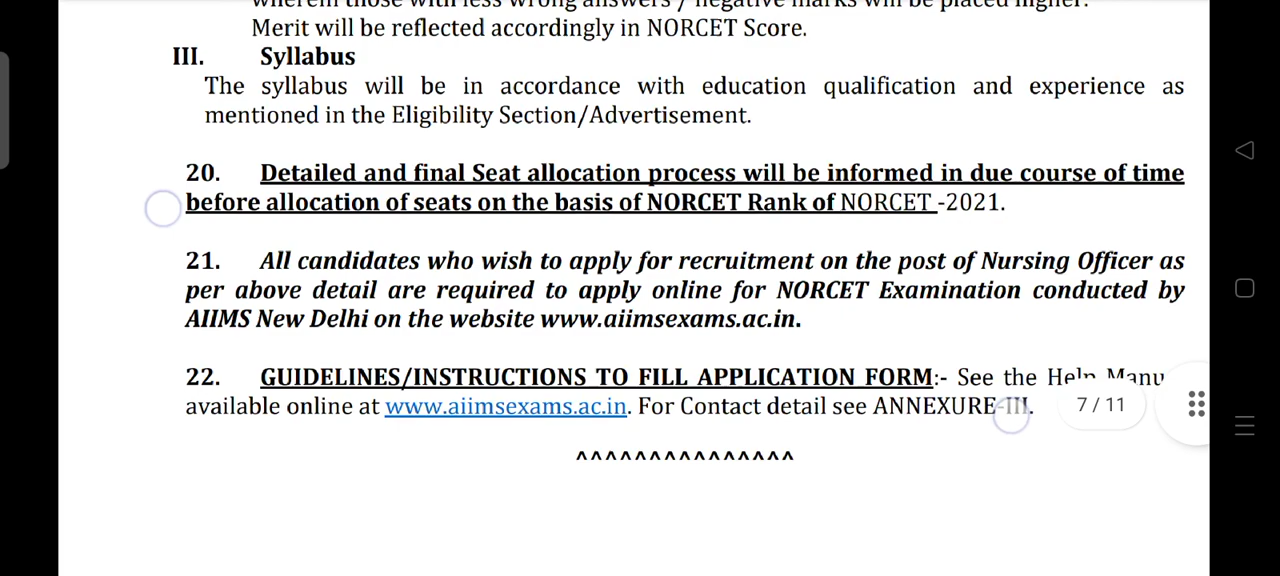 Merit will be reflected accordingly in NORCET Score.
III. Syllabus
The syllabus will be in accordance with education qualification and experience as
mentioned in the Eligibility Section/Advertisement.
20. Detailed and final Seat allocation process will be informed in due course of time
before allocation of seats on the basis of NORCET Rank of NORCET -2021.
21. All candidates who wish to apply for recruitment on the post of Nursing Officer as
per above detail are required to apply online for NORCET Examination conducted by
AIIMS New Delhi on the website www.aiimsexams.ac.in.
22. GUIDELINES/INSTRUCTIONS TO FILL APPLICATION FORM:- See the Help Manu
available online at www.aiimsexams.ac.in. For Contact detail see ANNEXURE-III.
7 / 11
^^^^^^^^^^^^^^^